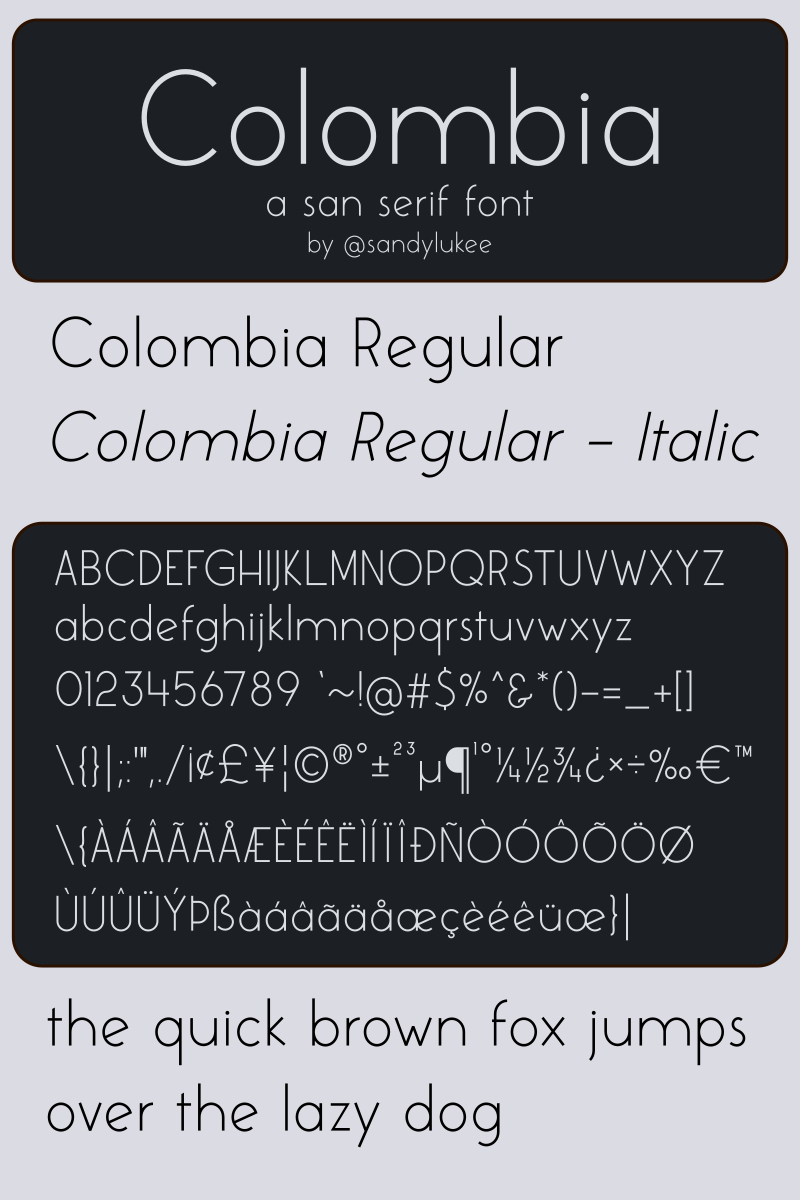 Colombia
a san serif font
by @sandylukee
Colombia Regular
Colombia Regular - Italic
ABCDEFGHIJKLMNOPQRSTUVWXYZ
abcdefghijklmnopqrstuvwxyz
0123456789 `~!@#$%^&*()-=_+[]
\{}|;:'",./¡¢£¥¦©®°±²³µ¶¹°¼½¾¿×÷‰€™
\{ÀÁÂÃÄÅÆÈÉÊËÌÍÏÎÐÑÒÓÔÕÖØ
ÙÚÛÜÝÞßàáâãäåæçèéêüœ}|
the quick brown fox jumps
over the lazy dog